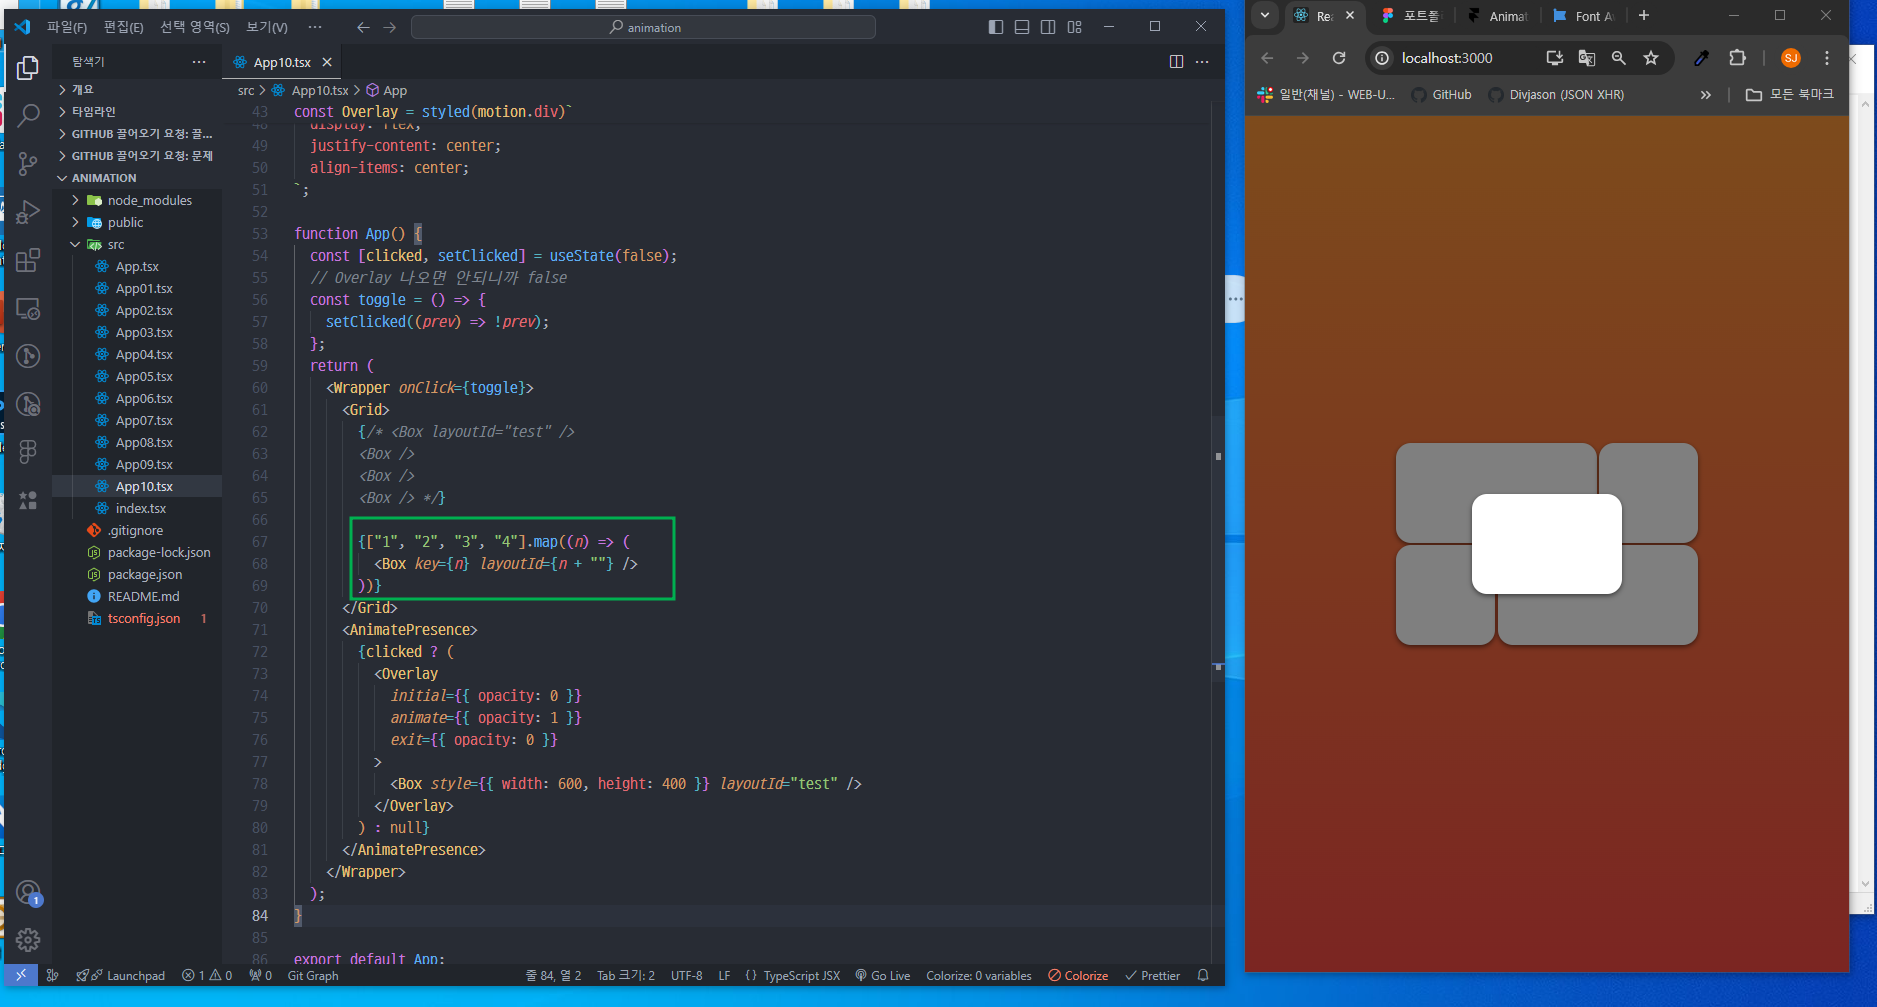 파일(F) 편집(E) 선택 영역(S) 보기(V) ··· animation
탐색기 ···
개요
타임라인
GITHUB 끌어오기 요청: 끌...
GITHUB 끌어오기 요청: 문제
ANIMATION
node_modules
public
src
App.tsx
App01.tsx
App02.tsx
App03.tsx
App04.tsx
App05.tsx
App06.tsx
App07.tsx
App08.tsx
App09.tsx
App10.tsx
index.tsx
.gitignore
package-lock.json
package.json
README.md
tsconfig.json 1
1
App10.tsx
src > App10.tsx > App
43 const Overlay = styled(motion.div)`
48 display: flex;
49 justify-content: center;
50 align-items: center;
51 `;
52
53 function App() {
54 const [clicked, setClicked] = useState(false);
55 // Overlay 나오면 안되니까 false
56 const toggle = () => {
57 setClicked((prev) => !prev);
58 };
59 return (
60 <Wrapper onClick={toggle}>
61 <Grid>
62 {/* <Box layoutId="test" />
63 <Box />
64 <Box />
65 <Box /> */}
66
67 {["1", "2", "3", "4"].map((n) => (
68 <Box key={n} layoutId={n + ""} />
69 ))}
70 </Grid>
71 <AnimatePresence>
72 {clicked ? (
73 <Overlay
74 initial={{ opacity: 0 }}
75 animate={{ opacity: 1 }}
76 exit={{ opacity: 0 }}
77 >
78 <Box style={{ width: 600, height: 400 }} layoutId="test" />
79 </Overlay>
80 ) : null}
81 </AnimatePresence>
82 </Wrapper>
83 );
84 }
85
86 export default App;
Launchpad 1 0 0 Git Graph 줄 84, 열 2 Tab 크기: 2 UTF-8 LF { } TypeScript JSX Go Live Colorize: 0 variables Colorize Prettier
Rea 포트폴 Animat Font A
localhost:3000 SJ
일반(채널) - WEB-U... GitHub Divjason (JSON XHR) » 모든 북마크